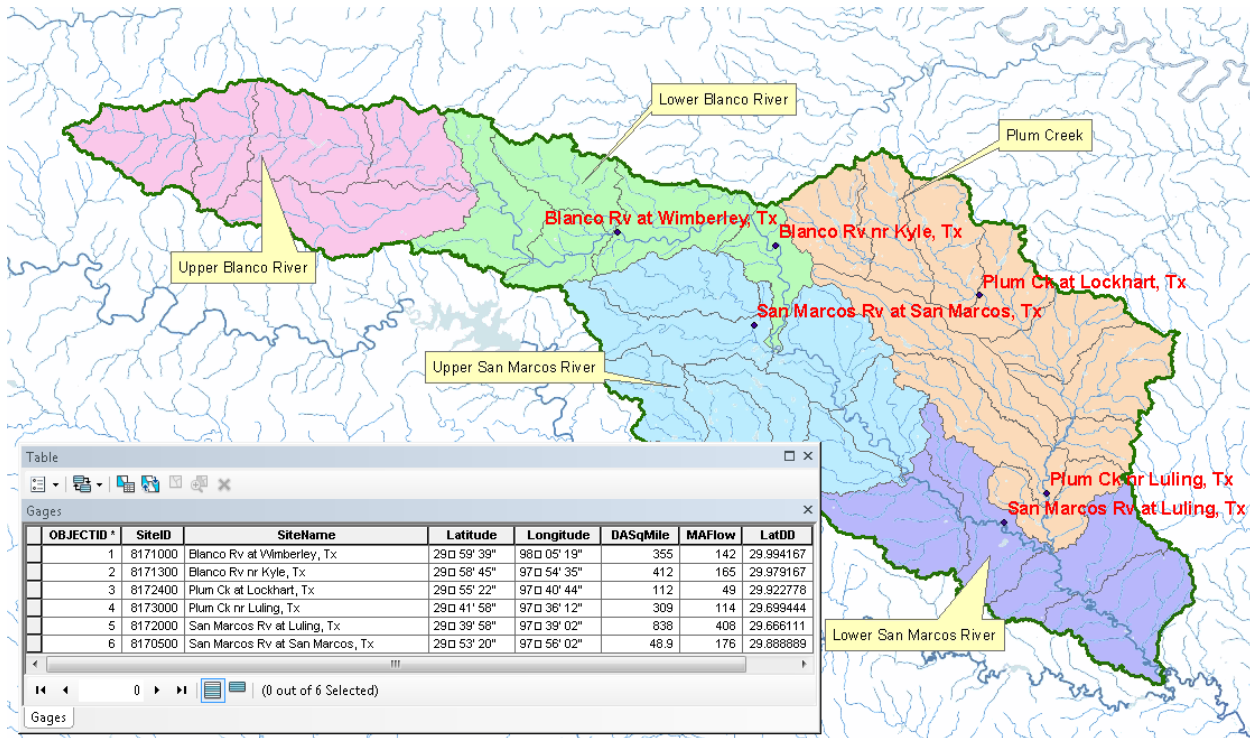 Lower Blanco River
Plum Creek
Blanco Rv at Wimberley, Tx
Blanco Rv nr Kyle, Tx
Upper Blanco River
Plum Ck at Lockhart, Tx
San Marcos Rv at San Marcos, Tx
Upper San Marcos River
Plum Ck nr Luling, Tx
San Marcos Rv at Luling, Tx
Lower San Marcos River
Table
Gages
OBJECTID * SiteID SiteName Latitude Longitude DASqMile MAFlow LatDD
1 8171000 Blanco Rv at Wimberley, Tx 29□ 59' 39" 98□ 05' 19" 355 142 29.994167
2 8171300 Blanco Rv nr Kyle, Tx 29□ 58' 45" 97□ 54' 35" 412 165 29.979167
3 8172400 Plum Ck at Lockhart, Tx 29□ 55' 22" 97□ 40' 44" 112 49 29.922778
4 8173000 Plum Ck nr Luling, Tx 29□ 41' 58" 97□ 36' 12" 309 114 29.699444
5 8172000 San Marcos Rv at Luling, Tx 29□ 39' 58" 97□ 39' 02" 838 408 29.666111
6 8170500 San Marcos Rv at San Marcos, Tx 29□ 53' 20" 97□ 56' 02" 48.9 176 29.888889
0 (0 out of 6 Selected)
Gages